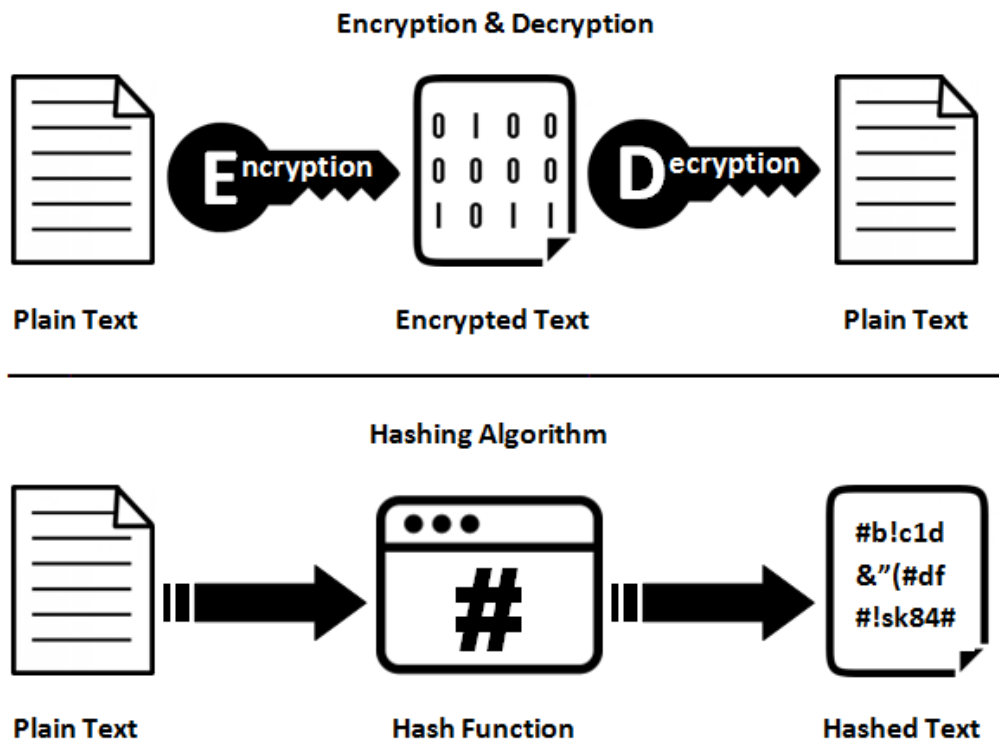 Encryption & Decryption
Encryption
0 1 0 0
0 0 0 0
1 0 1 1
Decryption
Plain Text
Encrypted Text
Plain Text
Hashing Algorithm
#
#b!c1d
&”(#df
#!sk84#
Plain Text
Hash Function
Hashed Text